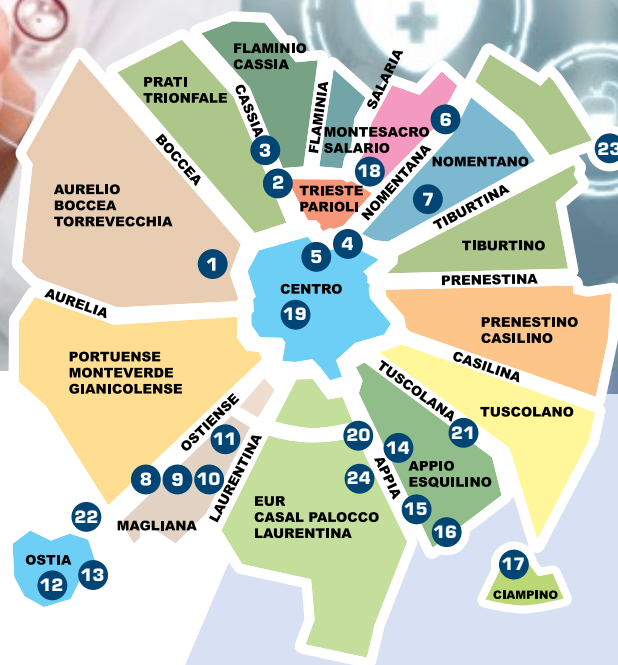 FLAMINIO
CASSIA
PRATI
TRIONFALE
CASSIA
FLAMINIA
SALARIA
MONTESACRO
SALARIO
6
3
2
18
23
BOCCEA
TRIESTE
PARIOLI
NOMENTANA
NOMENTANO
7
TIBURTINA
AURELIO
BOCCEA
TORREVECCHIA
1
5
4
TIBURTINO
CENTRO
19
PRENESTINA
AURELIA
PRENESTINO
CASILINO
CASILINA
PORTUENSE
MONTEVERDE
GIANICOLENSE
TUSCOLANA
TUSCOLANO
OSTIENSE
11
LAURENTINA
20
14
21
8
9
10
24
APPIA
APPIO
ESQUILINO
15
16
22
MAGLIANA
EUR
CASAL PALOCCO
LAURENTINA
OSTIA
12
13
17
CIAMPINO